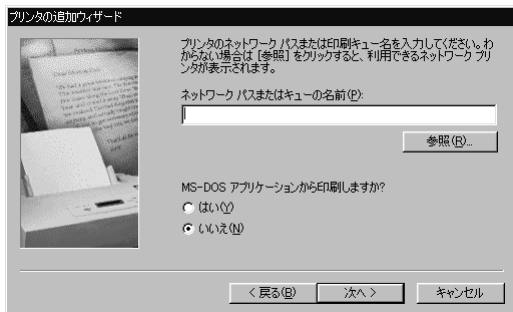 プリンタの追加ウィザード
プリンタのネットワーク パスまたは印刷キュー名を入力してください。わ
からない場合は [参照] をクリックすると、利用できるネットワーク プリ
ンタが表示されます。
ネットワーク パスまたはキューの名前(P):
参照(R)...
MS-DOS アプリケーションから印刷しますか?
はい(Y)
いいえ(N)
< 戻る(B)
次へ >
キャンセル